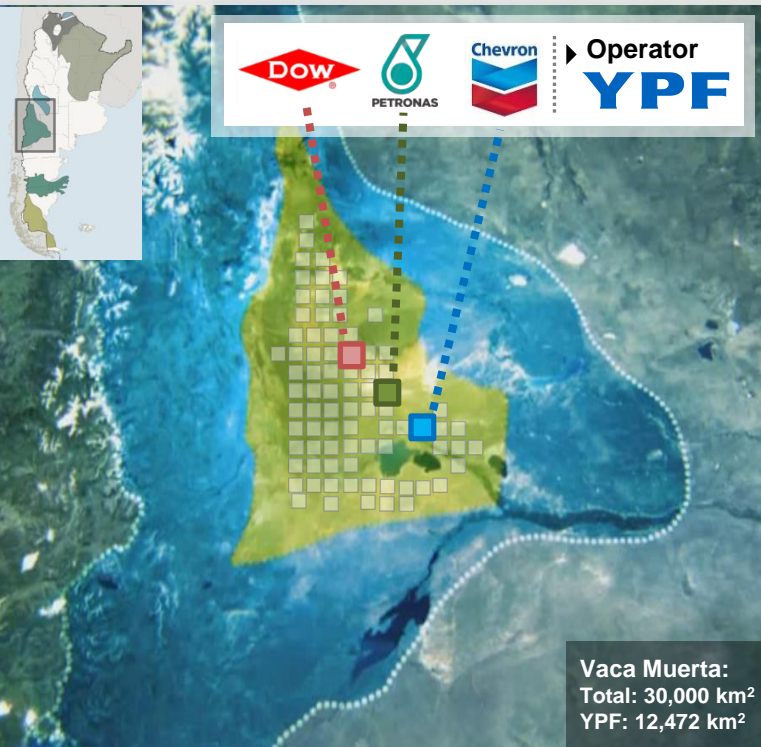 DOW
PETRONAS
Chevron
Operator
YPF
Vaca Muerta:
Total: 30,000 km²
YPF: 12,472 km²